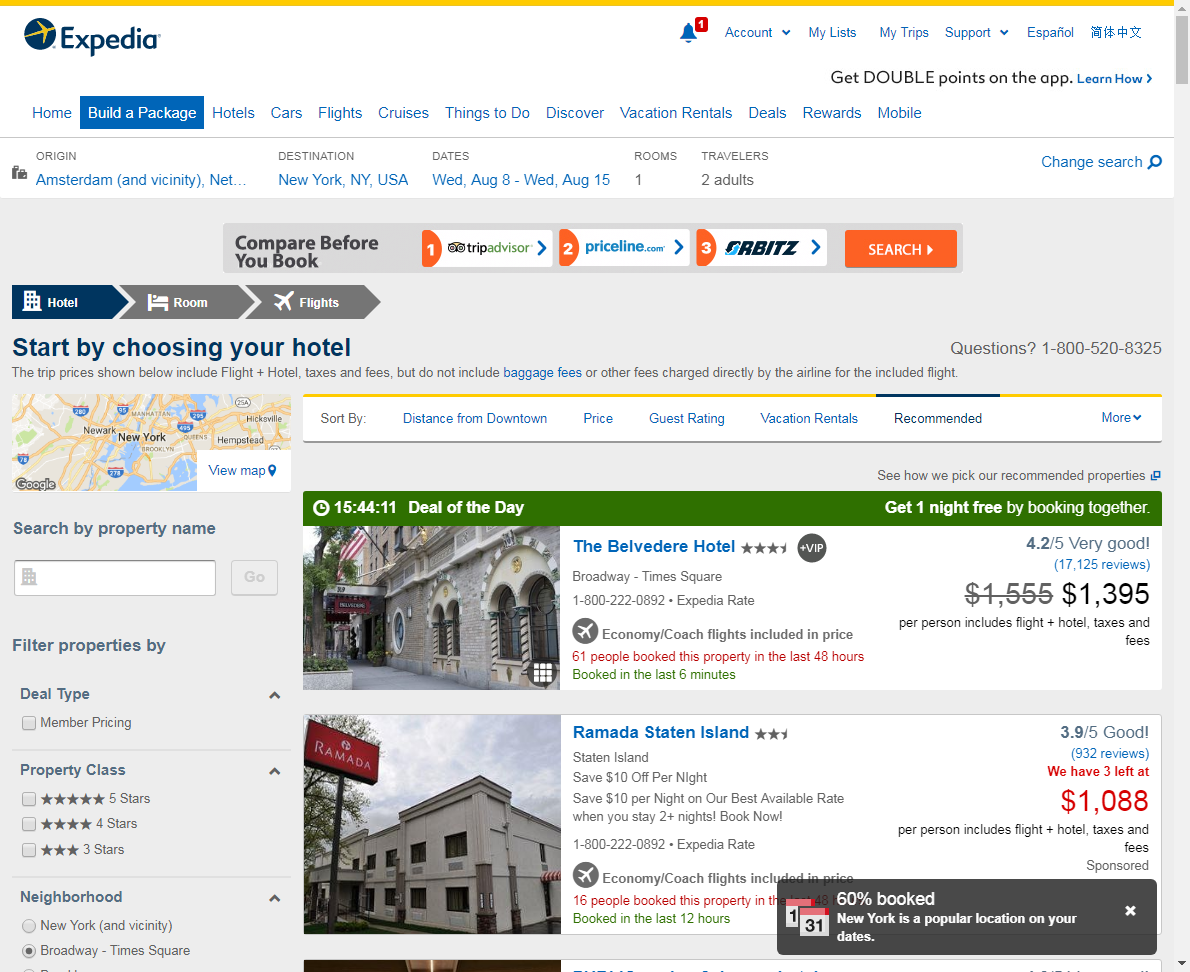 Expedia
1
Account
My Lists
My Trips
Support
Español
简体中文
Get DOUBLE points on the app. Learn How
Home
Build a Package
Hotels
Cars
Flights
Cruises
Things to Do
Discover
Vacation Rentals
Deals
Rewards
Mobile
ORIGIN
Amsterdam (and vicinity), Net...
DESTINATION
New York, NY, USA
DATES
Wed, Aug 8 - Wed, Aug 15
ROOMS
1
TRAVELERS
2 adults
Change search
Compare Before
You Book
1 tripadvisor
2 priceline.com
3 ORBITZ
SEARCH
Hotel
Room
Flights
Start by choosing your hotel
Questions? 1-800-520-8325
The trip prices shown below include Flight + Hotel, taxes and fees, but do not include baggage fees or other fees charged directly by the airline for the included flight.
280
95
MANHATTAN
295
25A
Hicksville
Newark
New York
495
QUEENS
Hempstead
BROOKLYN
78
278
Google
View map
Sort By:
Distance from Downtown
Price
Guest Rating
Vacation Rentals
Recommended
More
See how we pick our recommended properties
Search by property name
Go
Filter properties by
Deal Type
Member Pricing
Property Class
5 Stars
4 Stars
3 Stars
Neighborhood
New York (and vicinity)
Broadway - Times Square
15:44:11 Deal of the Day
Get 1 night free by booking together.
BELVEDERE
The Belvedere Hotel
+VIP
Broadway - Times Square
1-800-222-0892 • Expedia Rate
Economy/Coach flights included in price
61 people booked this property in the last 48 hours
Booked in the last 6 minutes
4.2/5 Very good!
(17,125 reviews)
$1,555 $1,395
per person includes flight + hotel, taxes and
fees
RAMADA
Ramada Staten Island
Staten Island
Save $10 Off Per NIght
Save $10 per Night on Our Best Available Rate
when you stay 2+ nights! Book Now!
1-800-222-0892 • Expedia Rate
Economy/Coach flights included in price
16 people booked this property in the last 48 h
Booked in the last 12 hours
3.9/5 Good!
(932 reviews)
We have 3 left at
$1,088
per person includes flight + hotel, taxes and
fees
Sponsored
1
31
60% booked
New York is a popular location on your
dates.